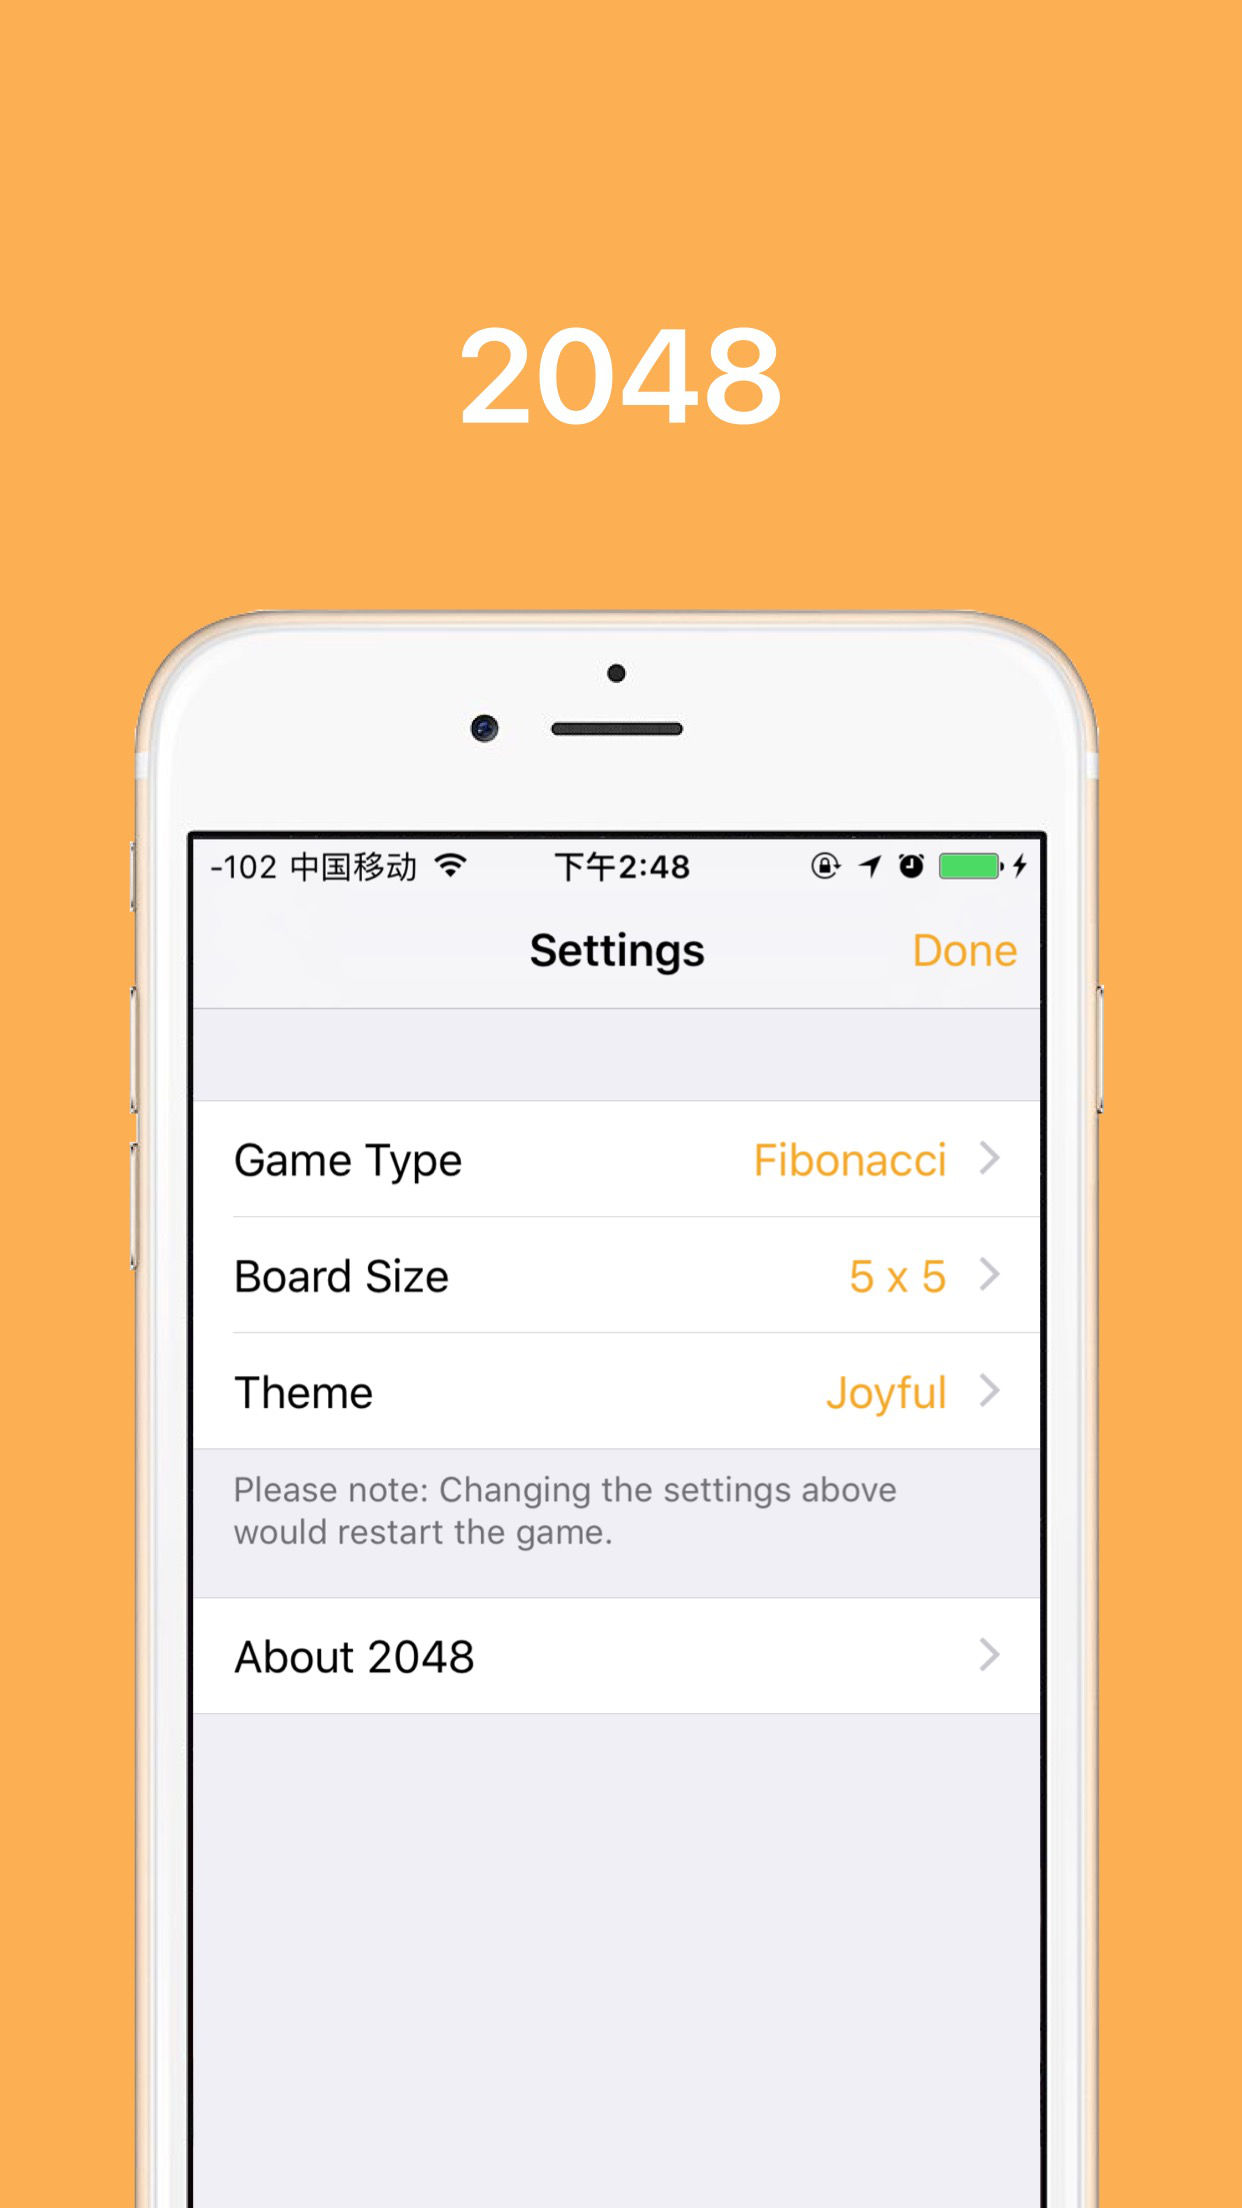 2048
-102 中国移动 下午2:48
Settings Done
Game Type Fibonacci
Board Size 5 x 5
Theme Joyful
Please note: Changing the settings above
would restart the game.
About 2048